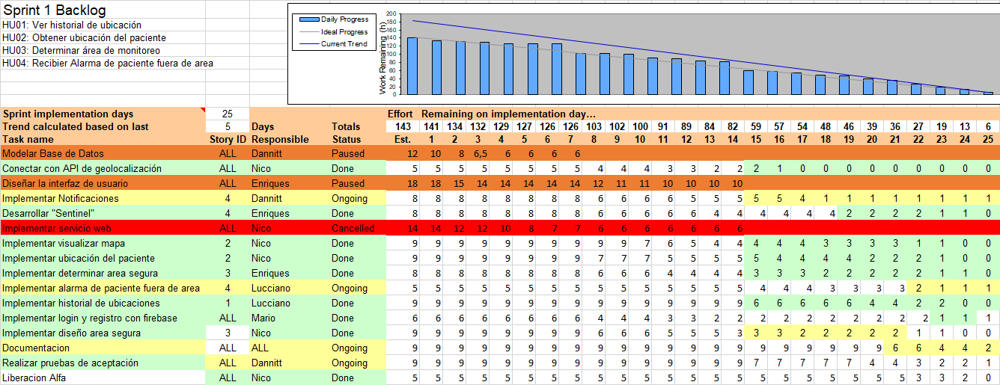 Sprint 1 Backlog
HU01: Ver historial de ubicación
HU02: Obtener ubicación del paciente
HU03: Determinar área de monitoreo
HU04: Recibier Alarma de paciente fuera de area
Daily Progress
Ideal Progress
Current Trend
Work Remaining (h)
200
180
160
140
120
100
80
60
40
20
0
Sprint implementation days 25 Effort Remaining on implementation day...
Trend calculated based on last 5 Days Totals 143 141 134 132 129 127 126 126 103 102 100 91 89 84 82 59 57 54 48 46 39 36 27 19 13 6
Task name Story ID Responsible Status Est. 1 2 3 4 5 6 7 8 9 10 11 12 13 14 15 16 17 18 19 20 21 22 23 24 25
Modelar Base de Datos ALL Dannitt Paused 12 10 8 6,5 6 6 6 6
Conectar con API de geolocalización ALL Nico Done 5 5 5 5 5 5 5 5 4 4 4 3 3 2 2 2 1 0 0 0 0 0 0 0 0 0
Diseñar la interfaz de usuario ALL Enriques Paused 18 18 15 14 14 14 14 14 12 11 11 10 10 10 10
Implementar Notificaciones 4 Dannitt Ongoing 8 8 8 8 8 8 8 8 6 6 6 6 5 5 5 5 5 4 1 1 1 1 1 1 1 1
Desarrollar "Sentinel" 4 Enriques Done 8 8 8 8 8 8 8 8 6 6 6 6 6 4 4 4 4 4 4 2 2 2 2 1 1 0
Implementar servicio web ALL Nico Cancelled 14 14 12 12 10 8 7 7 6 6 6 6 6 6 6
Implementar visualizar mapa 2 Nico Done 9 9 9 9 9 9 9 9 9 9 7 6 5 4 4 4 4 4 3 3 3 3 1 1 0 0
Implementar ubicación del paciente 2 Nico Done 9 9 9 9 9 9 9 9 7 7 7 5 5 5 5 5 4 4 4 4 2 2 2 1 0 0
Implementar determinar area segura 3 Enriques Done 8 8 8 8 8 8 8 8 6 6 6 4 4 4 4 3 3 3 2 2 2 2 2 1 1 0
Implementar alarma de paciente fuera de area 4 Lucciano Ongoing 5 5 5 5 5 5 5 5 5 5 5 5 5 5 5 4 4 4 3 3 3 3 2 1 1 1
Implementar historial de ubicaciones 1 Lucciano Done 9 9 9 9 9 9 9 9 9 9 9 9 9 9 9 6 6 6 6 6 4 4 2 2 0 0
Implementar login y registro con firebase ALL Mario Done 6 6 6 6 6 6 6 6 4 4 4 3 3 2 2 2 2 2 2 2 2 2 2 1 1 1
Implementar diseño area segura 3 Nico Done 9 9 9 9 9 9 9 9 6 6 6 5 5 5 3 3 3 2 2 2 2 2 1 1 0 0
Documentacion ALL ALL Ongoing 9 9 9 9 9 9 9 9 9 9 9 9 9 9 9 9 9 9 9 9 9 6 6 4 4 2
Realizar pruebas de aceptación ALL Dannitt Ongoing 9 9 9 9 9 9 9 9 9 9 9 9 9 9 9 7 7 7 7 7 4 4 3 2 2 1
Liberacion Alfa ALL Nico Done 5 5 5 5 5 5 5 5 5 5 5 5 5 5 5 5 5 5 5 5 5 5 3 3 2 0